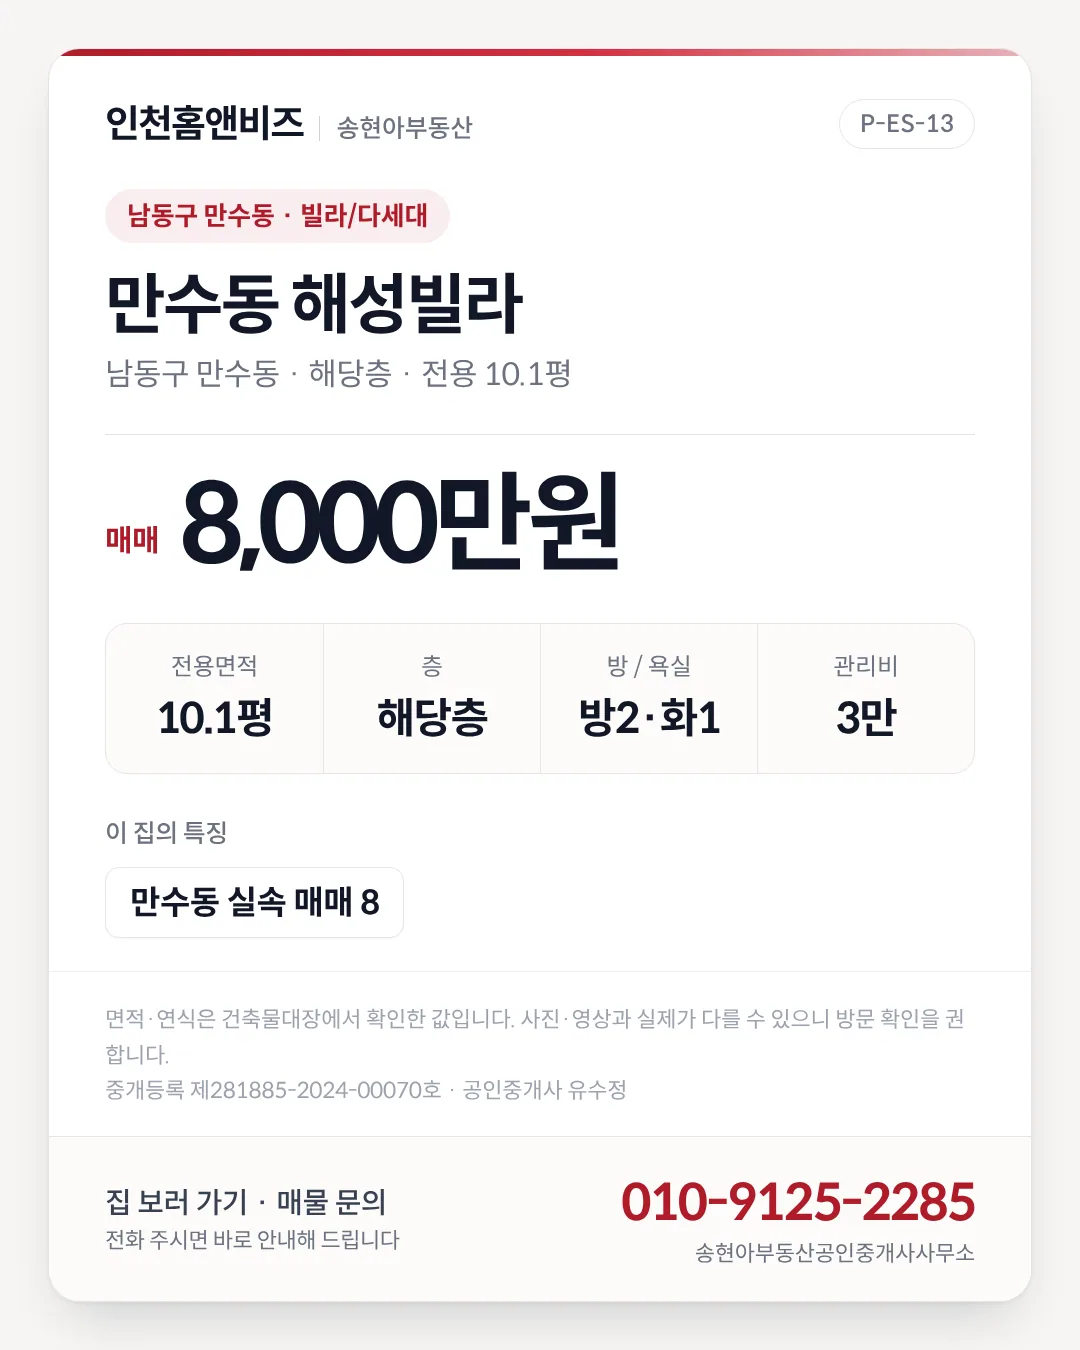 인천홈앤비즈 송현아부동산 P-ES-13
남동구 만수동 · 빌라/다세대
만수동 해성빌라
남동구 만수동 · 해당층 · 전용 10.1평
매매 8,000만원
전용면적 층 방 / 욕실 관리비
10.1평 해당층 방2·화1 3만
이 집의 특징
만수동 실속 매매 8
면적·연식은 건축물대장에서 확인한 값입니다. 사진·영상과 실제가 다를 수 있으니 방문 확인을 권
합니다.
중개등록 제281885-2024-00070호 · 공인중개사 유수정
집 보러 가기 · 매물 문의 010-9125-2285
전화 주시면 바로 안내해 드립니다 송현아부동산공인중개사사무소